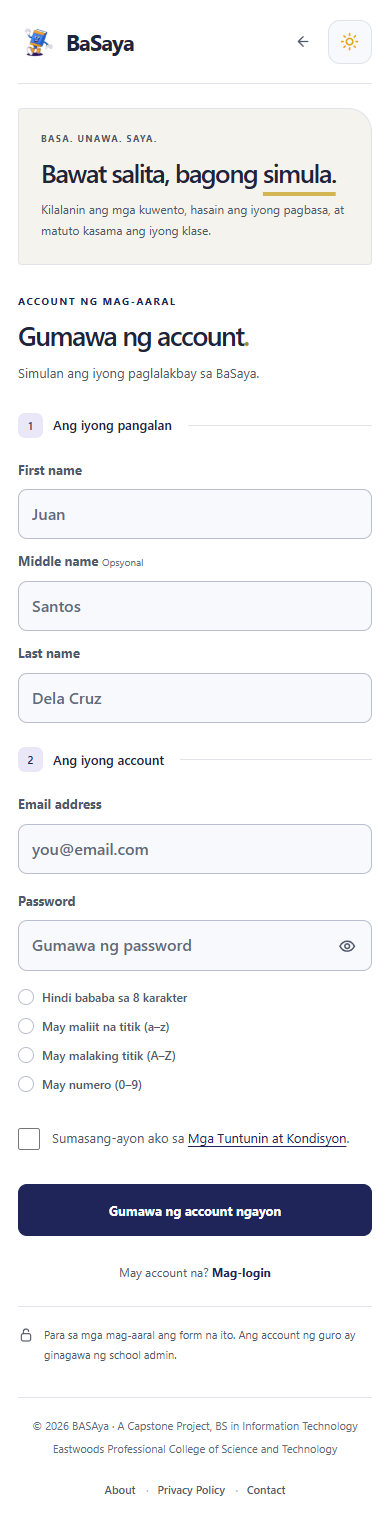 BaSaya
BASA. UNAWA. SAYA.
Bawat salita, bagong simula.
Kilalanin ang mga kuwento, hasain ang iyong pagbasa, at
matuto kasama ang iyong klase.
ACCOUNT NG MAG-AARAL
Gumawa ng account.
Simulan ang iyong paglalakbay sa BaSaya.
1 Ang iyong pangalan
First name
Juan
Middle name Opsyonal
Santos
Last name
Dela Cruz
2 Ang iyong account
Email address
you@email.com
Password
Gumawa ng password
Hindi bababa sa 8 karakter
May maliit na titik (a–z)
May malaking titik (A–Z)
May numero (0–9)
Sumasang-ayon ako sa Mga Tuntunin at Kondisyon.
Gumawa ng account ngayon
May account na? Mag-login
Para sa mga mag-aaral ang form na ito. Ang account ng guro ay
ginagawa ng school admin.
© 2026 BASAya · A Capstone Project, BS in Information Technology
Eastwoods Professional College of Science and Technology
About · Privacy Policy · Contact